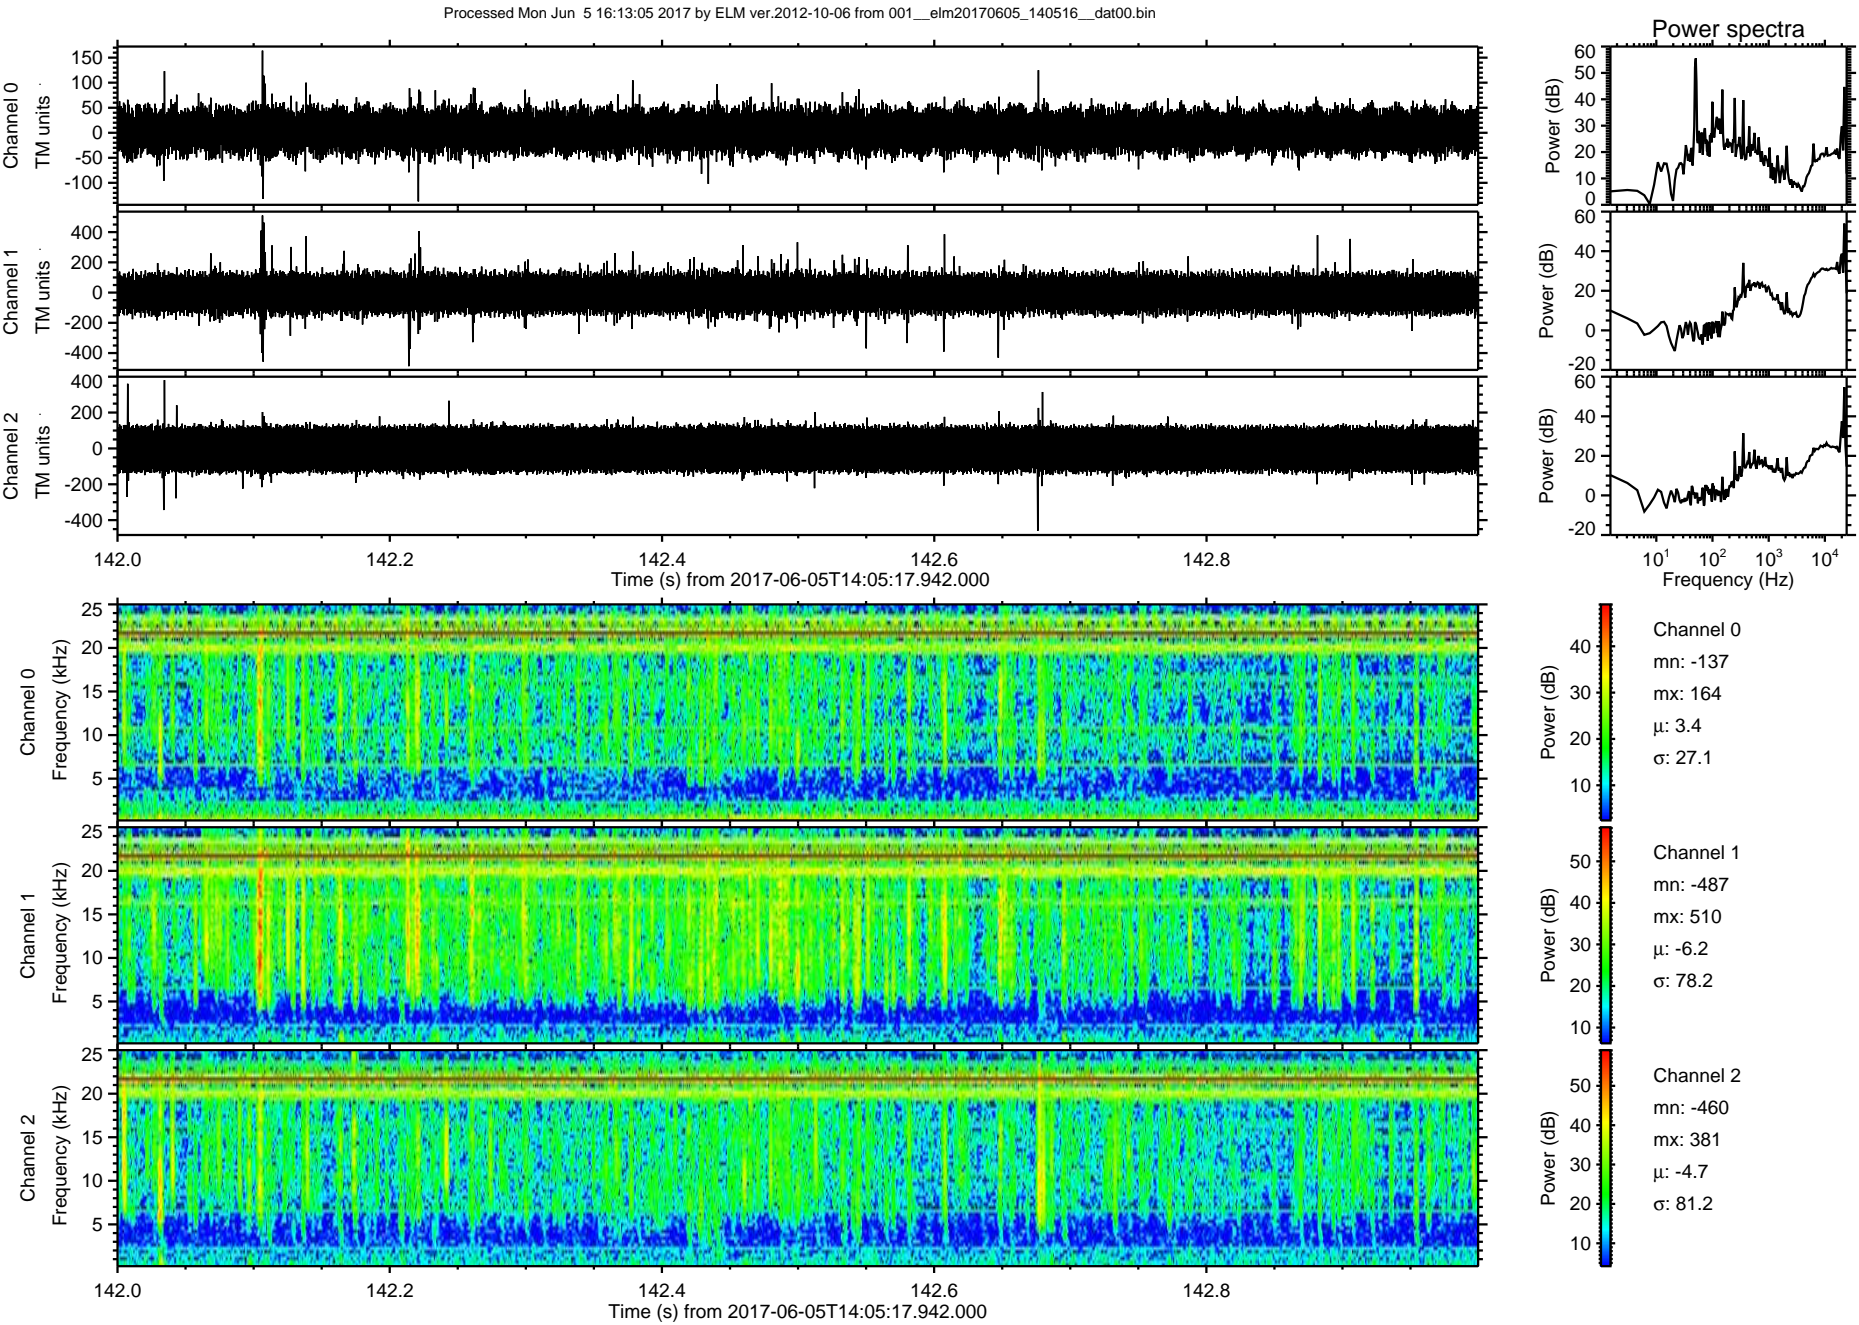 Processed Mon Jun  5 16:13:05 2017 by ELM ver.2012-10-06 from 001__elm20170605_140516__dat00.bin
Power spectra
Channel 0
TM units
150
100
50
0
-50
-100
Power (dB)
60
50
40
30
20
10
0
Channel 1
TM units
400
200
0
-200
-400
Power (dB)
60
40
20
0
-20
Channel 2
TM units
400
200
0
-200
-400
Power (dB)
60
40
20
0
-20
142.0 142.2 142.4 142.6 142.8
Time (s) from 2017-06-05T14:05:17.942.000
10¹ 10² 10³ 10⁴
Frequency (Hz)
Channel 0
Frequency (kHz)
25
20
15
10
5
Power (dB)
40
30
20
10
Channel 0
mn: -137
mx: 164
μ: 3.4
σ: 27.1
Channel 1
Frequency (kHz)
25
20
15
10
5
Power (dB)
50
40
30
20
10
Channel 1
mn: -487
mx: 510
μ: -6.2
σ: 78.2
Channel 2
Frequency (kHz)
25
20
15
10
5
Power (dB)
50
40
30
20
10
Channel 2
mn: -460
mx: 381
μ: -4.7
σ: 81.2
142.0 142.2 142.4 142.6 142.8
Time (s) from 2017-06-05T14:05:17.942.000